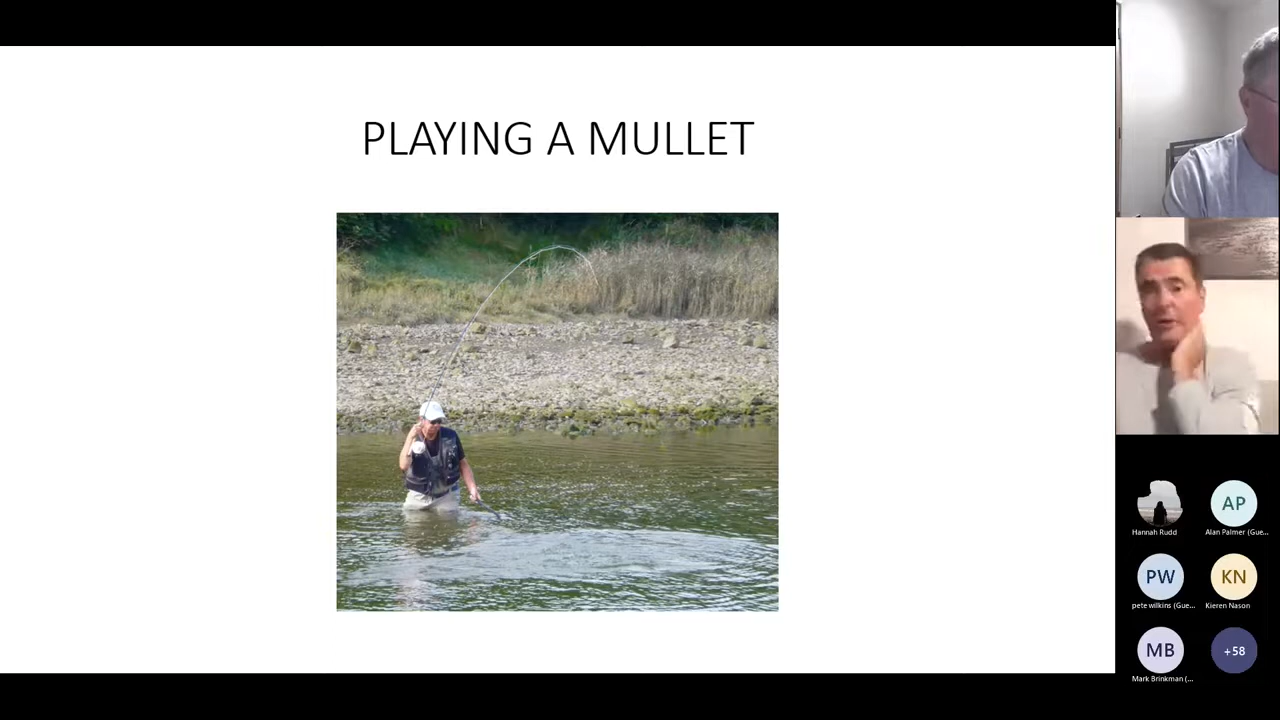 PLAYING A MULLET
Hannah Rudd
AP
Alan Palmer (Gue...
PW
pete wilkins (Gue...
KN
Kieren Nason
MB
Mark Brinkman (...
+58